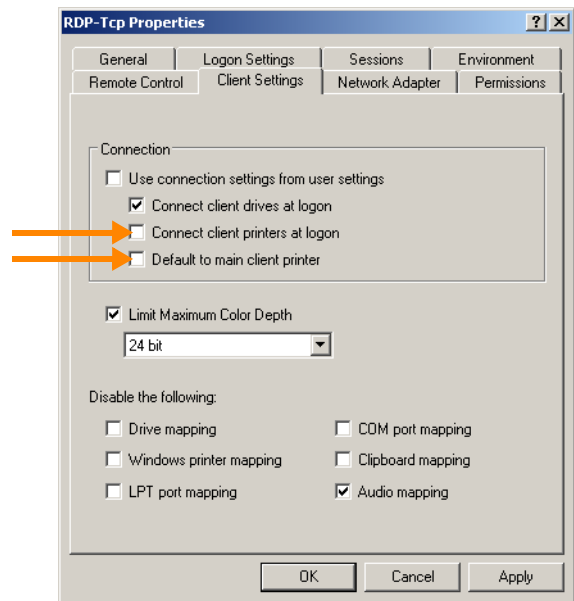 RDP-Tcp Properties
General Logon Settings Sessions Environment
Remote Control Client Settings Network Adapter Permissions
Connection
Use connection settings from user settings
Connect client drives at logon
Connect client printers at logon
Default to main client printer
Limit Maximum Color Depth
24 bit
Disable the following:
Drive mapping COM port mapping
Windows printer mapping Clipboard mapping
LPT port mapping Audio mapping
OK Cancel Apply